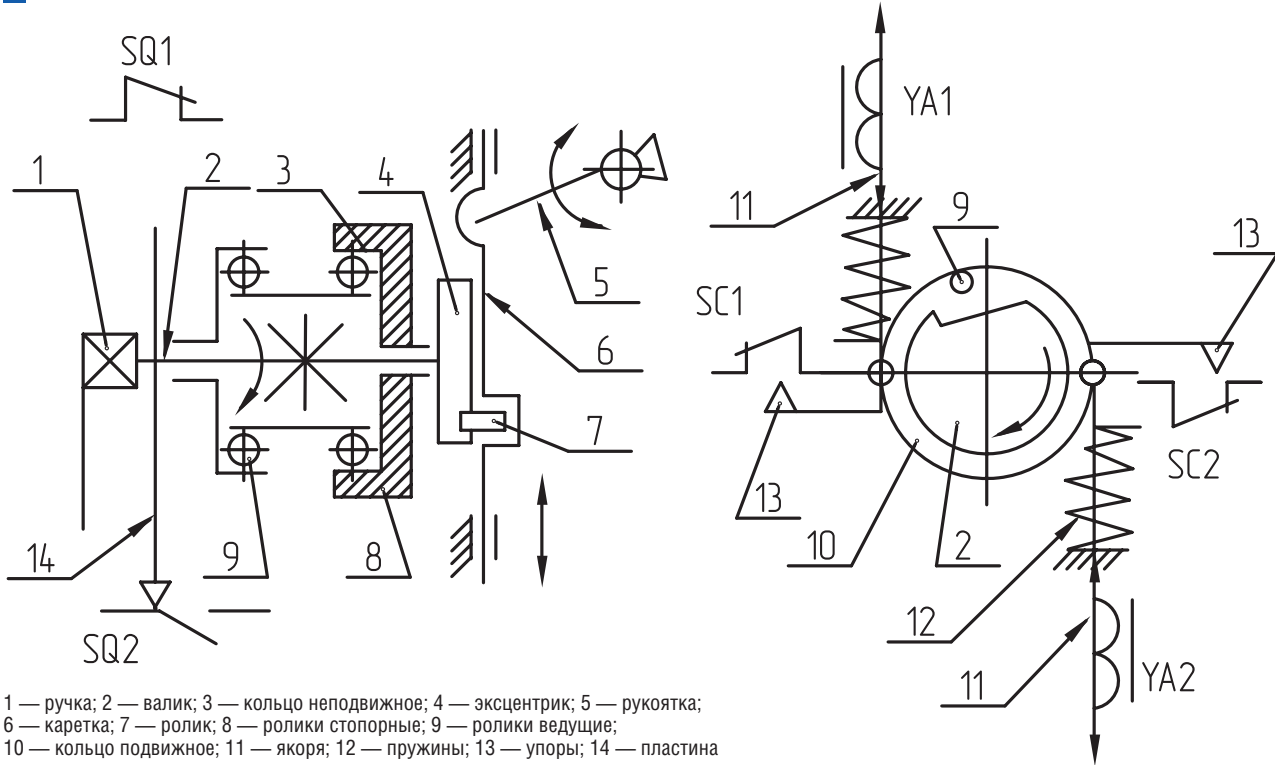 SQ1
YA1
1
2
3
4
11
9
13
5
SC1
6
7
SC2
13
14
9
8
10
2
12
SQ2
11
YA2
1 — ручка; 2 — валик; 3 — кольцо неподвижное; 4 — эксцентрик; 5 — рукоятка;
6 — каретка; 7 — ролик; 8 — ролики стопорные; 9 — ролики ведущие;
10 — кольцо подвижное; 11 — якоря; 12 — пружины; 13 — упоры; 14 — пластина